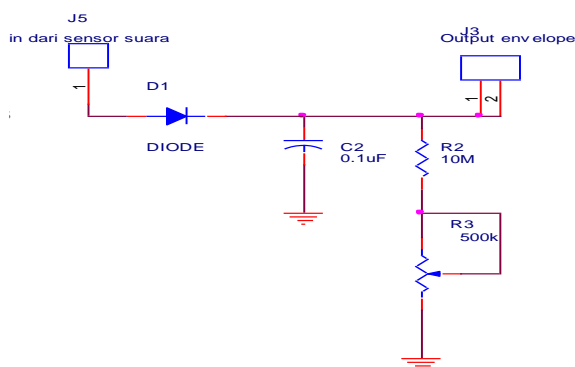 J5
in dari sensor suara
1
D1
DIODE
C2
0.1uF
J3
Output envelope
1
2
R2
10M
R3
500k